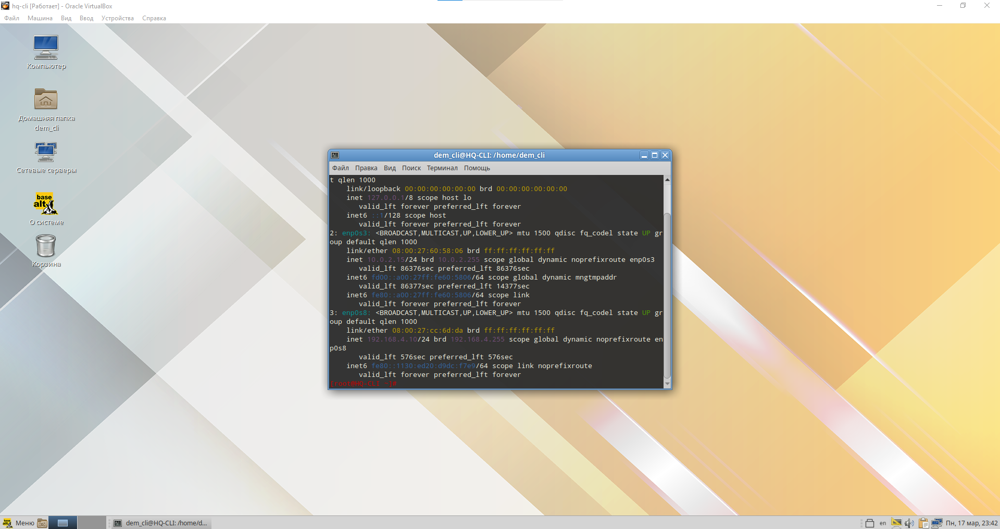 hq-cli [Работает] - Oracle VirtualBox
Файл Машина Вид Ввод Устройства Справка
Компьютер
Домашняя папка
dem_cli
Сетевые серверы
base
alt
О системе
Корзина
dem_cli@HQ-CLI: /home/dem_cli
Файл Правка Вид Поиск Терминал Помощь
t qlen 1000
link/loopback 00:00:00:00:00:00 brd 00:00:00:00:00:00
inet 127.0.0.1/8 scope host lo
valid_lft forever preferred_lft forever
inet6 ::1/128 scope host
valid_lft forever preferred_lft forever
2: enp0s3: <BROADCAST,MULTICAST,UP,LOWER_UP> mtu 1500 qdisc fq_codel state UP gr
oup default qlen 1000
link/ether 08:00:27:60:58:06 brd ff:ff:ff:ff:ff:ff
inet 10.0.2.15/24 brd 10.0.2.255 scope global dynamic noprefixroute enp0s3
valid_lft 86376sec preferred_lft 86376sec
inet6 fd00::a00:27ff:fe60:5806/64 scope global dynamic mngtmpaddr
valid_lft 86377sec preferred_lft 14377sec
inet6 fe80::a00:27ff:fe60:5806/64 scope link
valid_lft forever preferred_lft forever
3: enp0s8: <BROADCAST,MULTICAST,UP,LOWER_UP> mtu 1500 qdisc fq_codel state UP gr
oup default qlen 1000
link/ether 08:00:27:cc:6d:da brd ff:ff:ff:ff:ff:ff
inet 192.168.4.10/24 brd 192.168.4.255 scope global dynamic noprefixroute en
p0s8
valid_lft 576sec preferred_lft 576sec
inet6 fe80::1130:ed20:d9dc:f7e9/64 scope link noprefixroute
valid_lft forever preferred_lft forever
[root@HQ-CLI ~]#
base
alt Меню dem_cli@HQ-CLI: /home/d... en Пн, 17 мар, 23:42